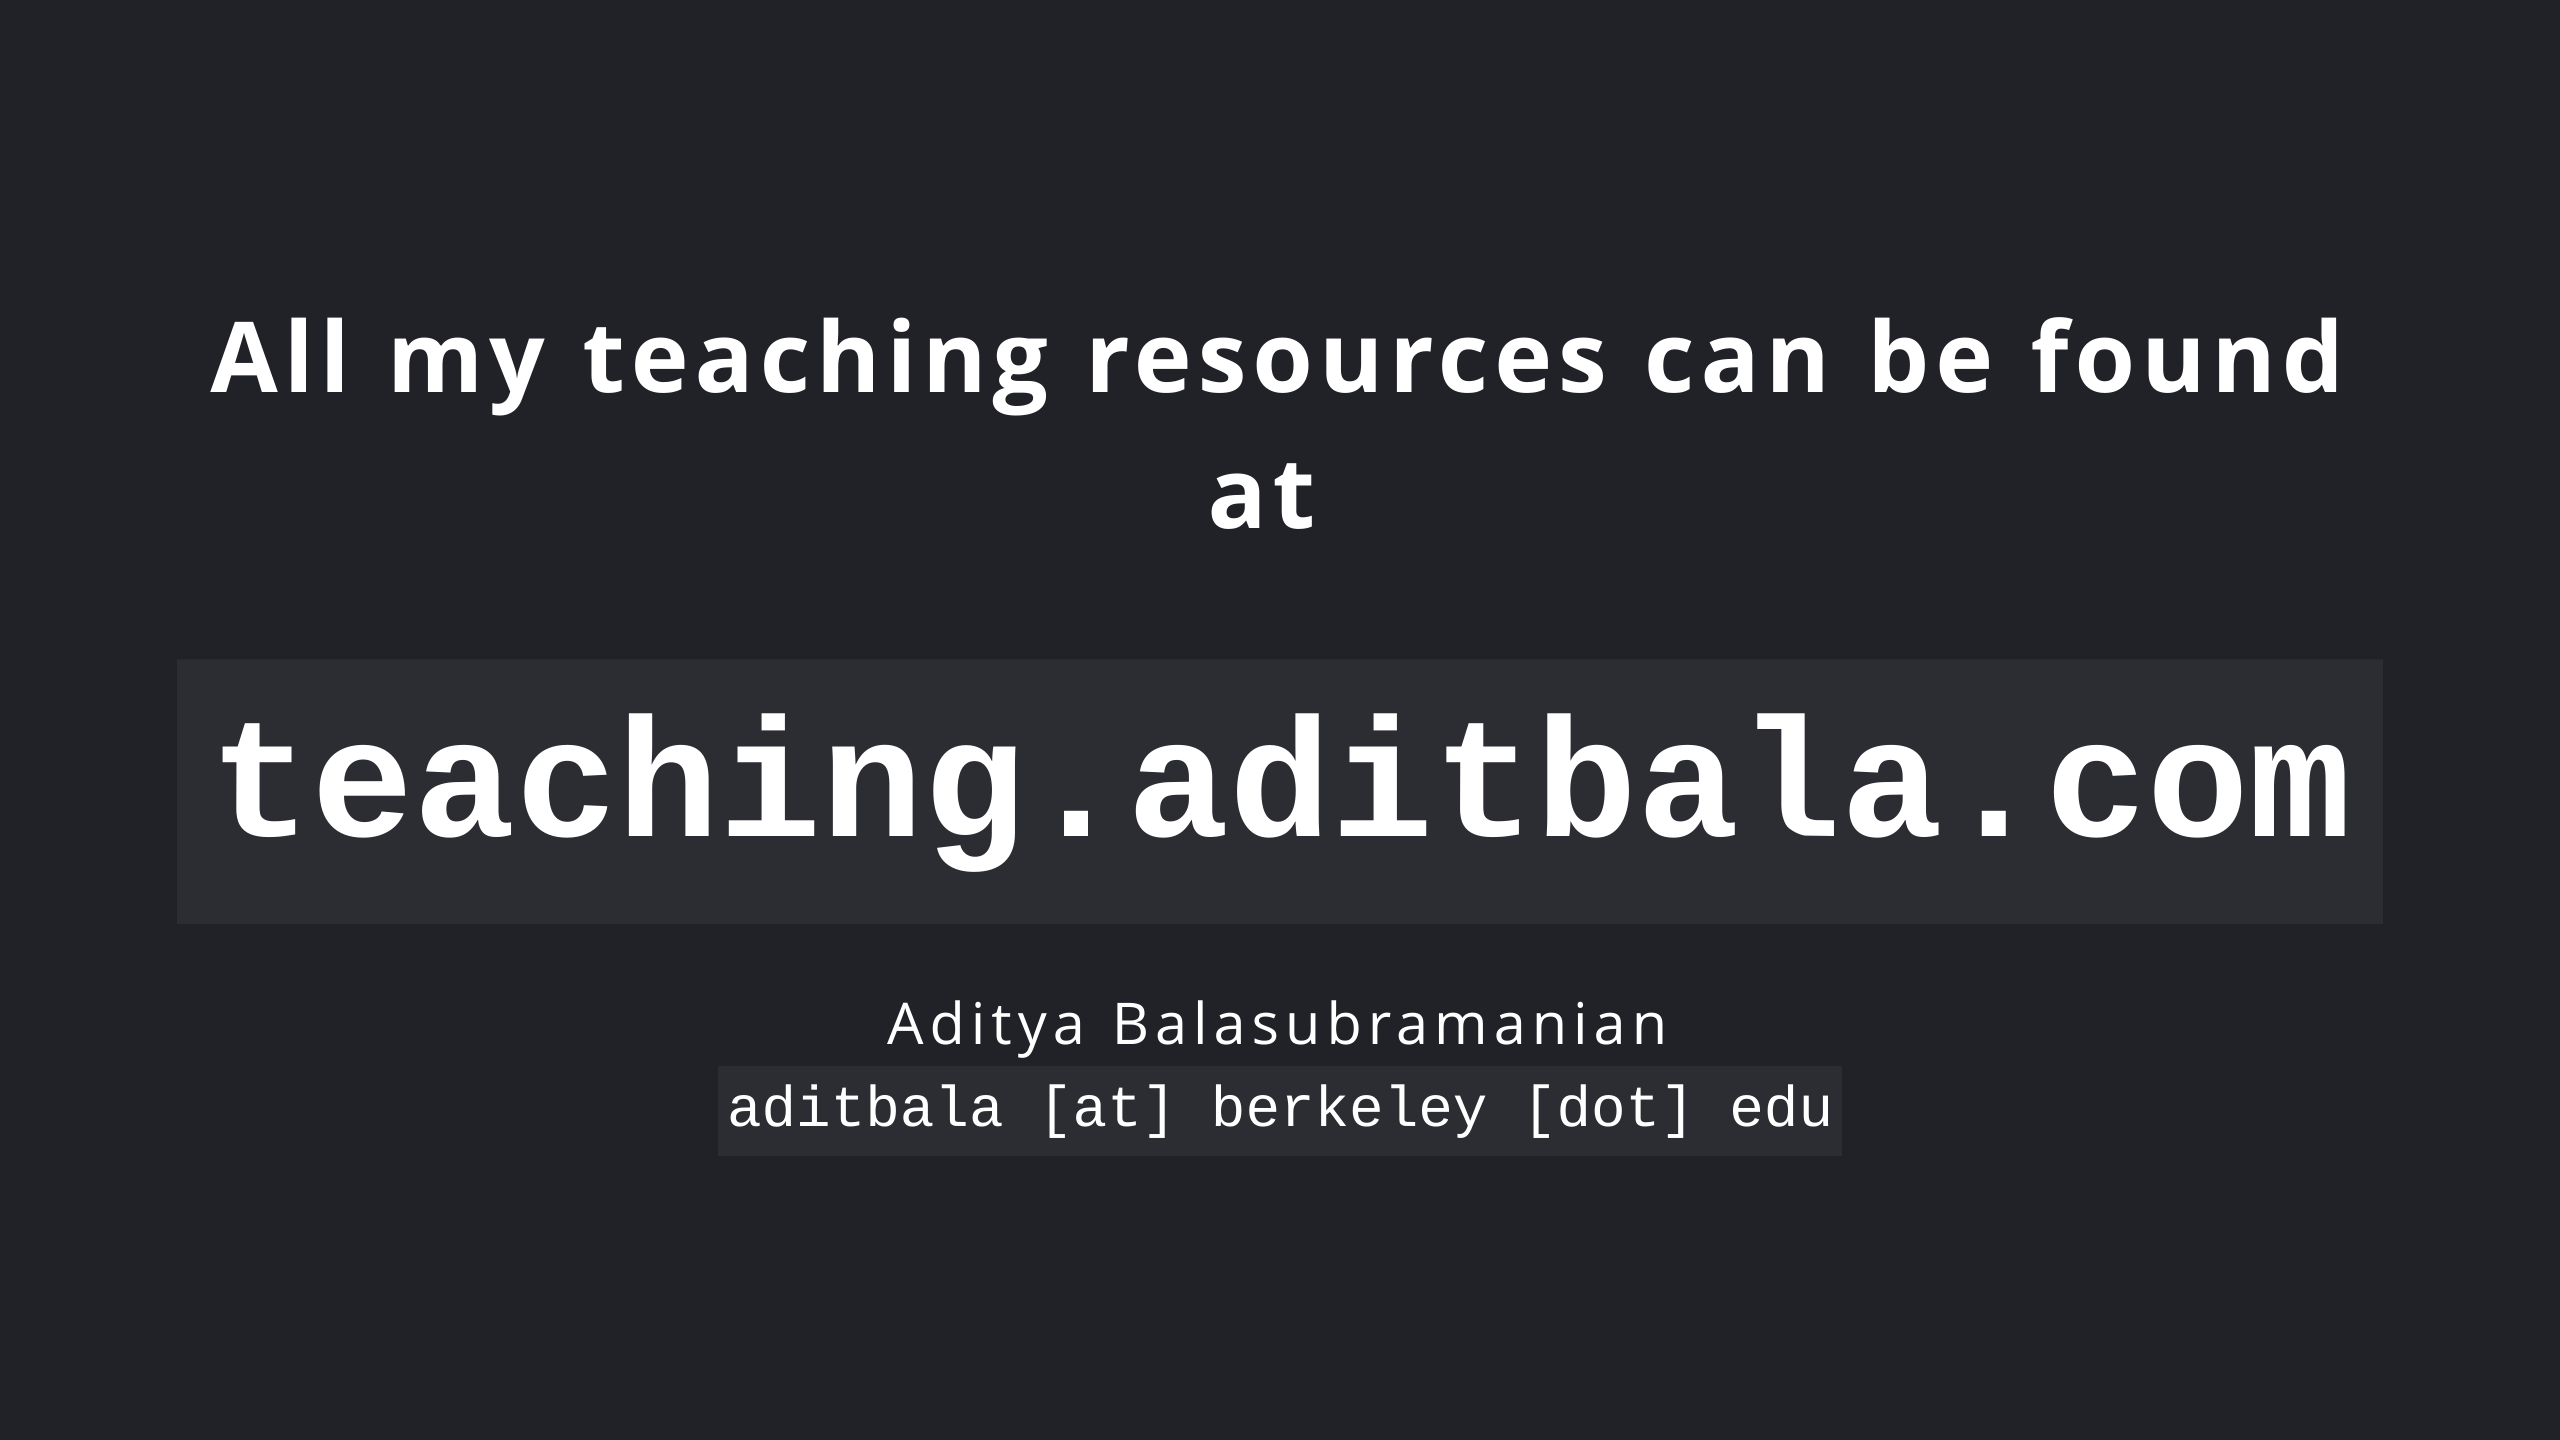 All my teaching resources can be found
at
teaching.aditbala.com
Aditya Balasubramanian
aditbala [at] berkeley [dot] edu